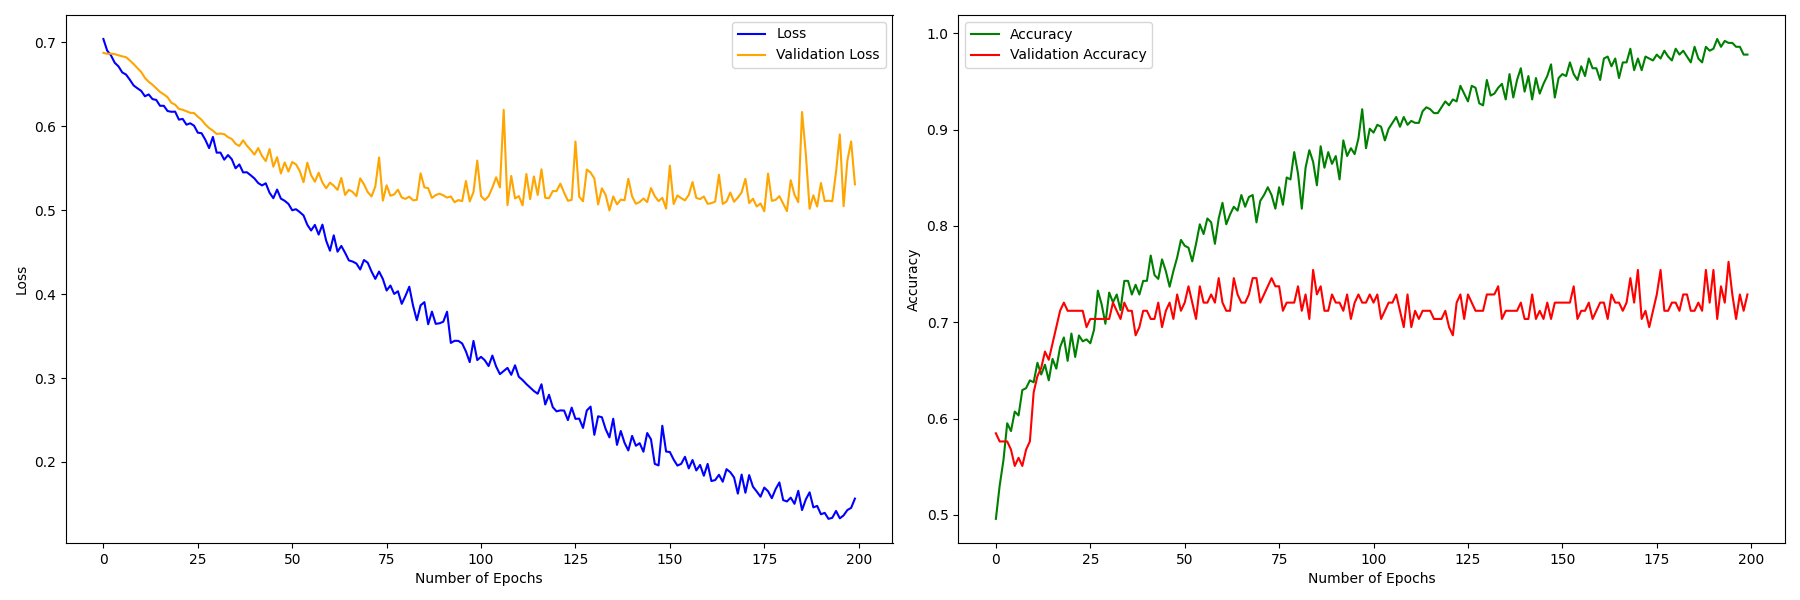 Loss
Validation Loss
0.7
0.6
0.5
0.4
0.3
0.2
Loss
0 25 50 75 100 125 150 175 200
Number of Epochs
Accuracy
Validation Accuracy
1.0
0.9
0.8
0.7
0.6
0.5
Accuracy
0 25 50 75 100 125 150 175 200
Number of Epochs